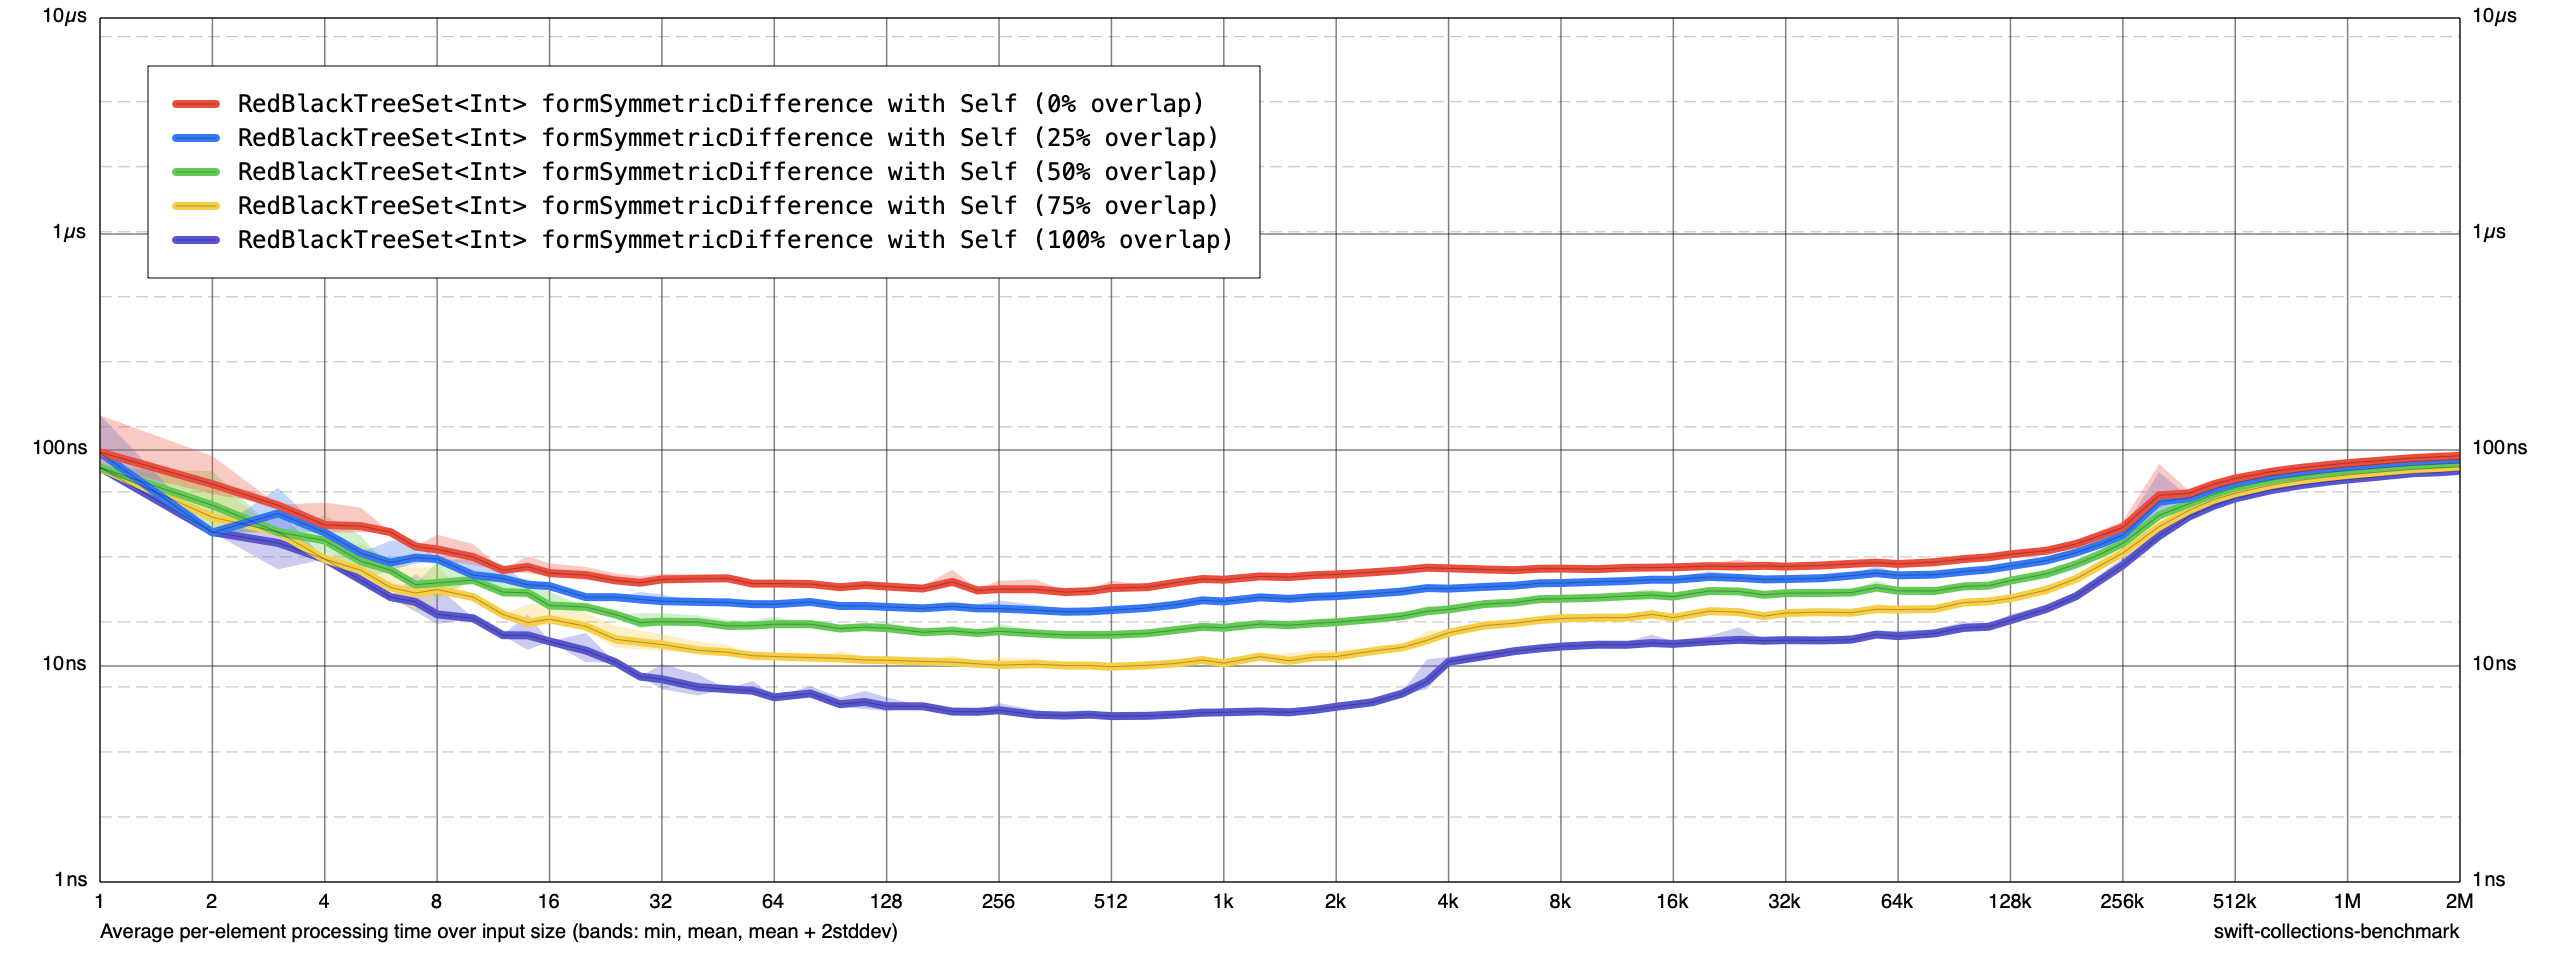 10µs
10µs
RedBlackTreeSet<Int> formSymmetricDifference with Self (0% overlap)
RedBlackTreeSet<Int> formSymmetricDifference with Self (25% overlap)
RedBlackTreeSet<Int> formSymmetricDifference with Self (50% overlap)
RedBlackTreeSet<Int> formSymmetricDifference with Self (75% overlap)
RedBlackTreeSet<Int> formSymmetricDifference with Self (100% overlap)
1µs
1µs
100ns
100ns
10ns
10ns
1ns
1ns
1 2 4 8 16 32 64 128 256 512 1k 2k 4k 8k 16k 32k 64k 128k 256k 512k 1M 2M
Average per-element processing time over input size (bands: min, mean, mean + 2stddev)
swift-collections-benchmark